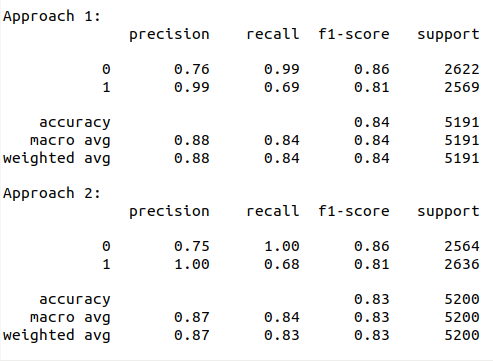 Approach 1:
precision recall f1-score support
0 0.76 0.99 0.86 2622
1 0.99 0.69 0.81 2569
accuracy 0.84 5191
macro avg 0.88 0.84 0.84 5191
weighted avg 0.88 0.84 0.84 5191
Approach 2:
precision recall f1-score support
0 0.75 1.00 0.86 2564
1 1.00 0.68 0.81 2636
accuracy 0.83 5200
macro avg 0.87 0.84 0.83 5200
weighted avg 0.87 0.83 0.83 5200